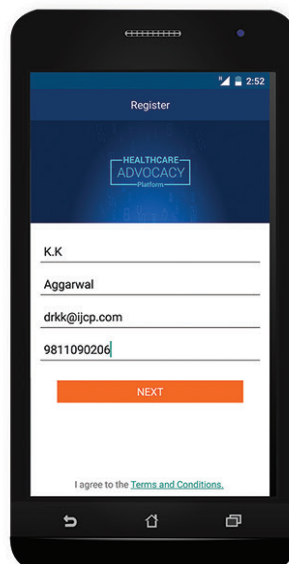 2:52
Register
HEALTHCARE
ADVOCACY
Platform
K.K
Aggarwal
drkk@ijcp.com
9811090206
NEXT
I agree to the Terms and Conditions.